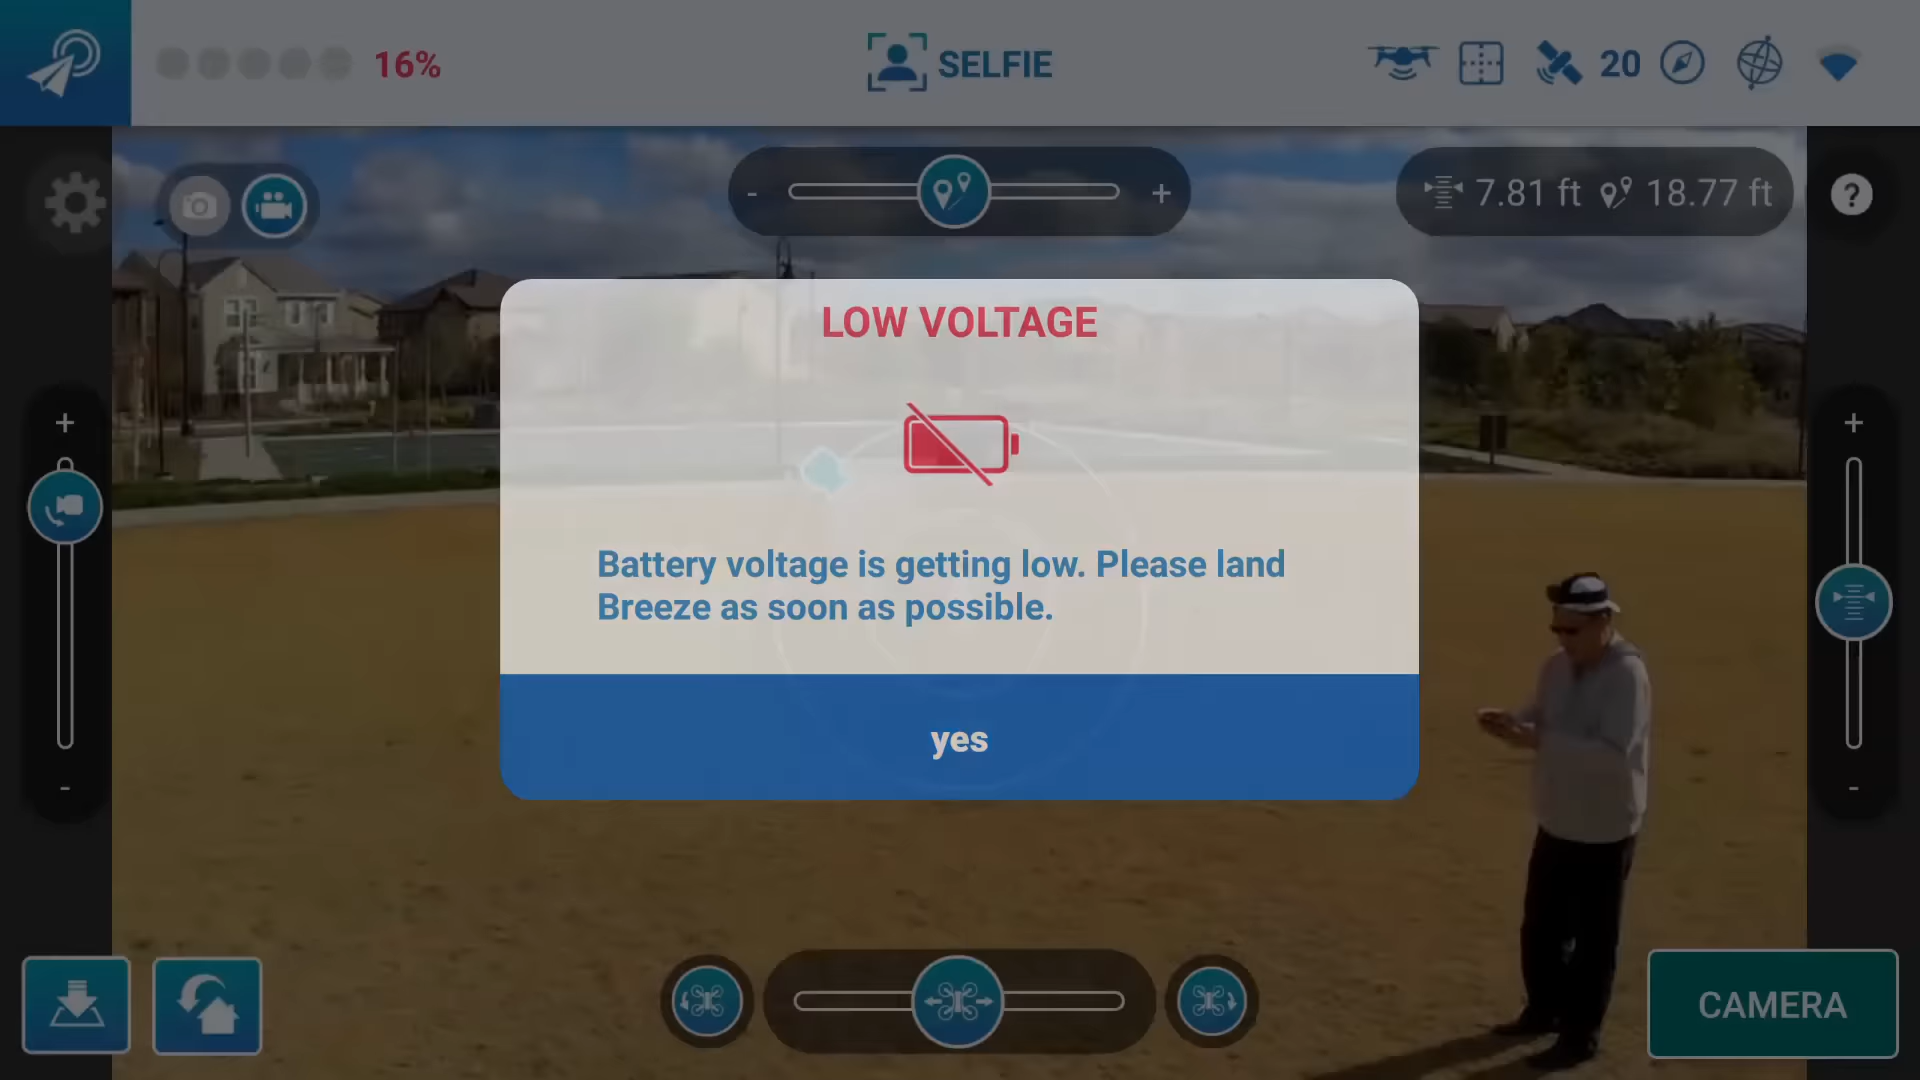 16%
SELFIE
20
- +
7.81 ft 18.77 ft
?
LOW VOLTAGE
Battery voltage is getting low. Please land
Breeze as soon as possible.
yes
+
-
+
-
CAMERA